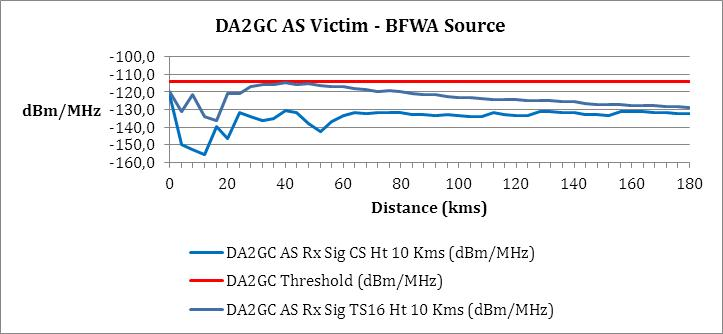 DA2GC AS Victim - BFWA Source
-100,0
-110,0
-120,0
dBm/MHz
-130,0
-140,0
-150,0
-160,0
0 20 40 60 80 100 120 140 160 180
Distance (kms)
DA2GC AS Rx Sig CS Ht 10 Kms (dBm/MHz)
DA2GC Threshold (dBm/MHz)
DA2GC AS Rx Sig TS16 Ht 10 Kms (dBm/MHz)